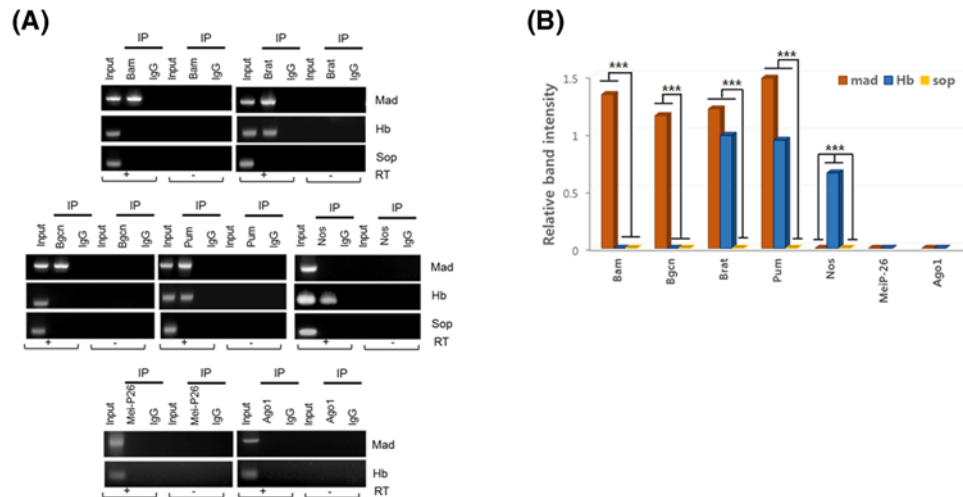 (A)
IP IP IP IP
Input Bam IgG Input Bam IgG Input Brat IgG Input Brat IgG
Mad
Hb
Sop
+ - + - RT
IP IP IP IP IP IP
Input Bgcn IgG Input Bgcn IgG Input Pum IgG Input Pum IgG Input Nos IgG Input Nos IgG
Mad
Hb
Sop
+ - + - + - RT
IP IP IP IP
Input Mei-P26 IgG Input Mei-P26 IgG Input Ago1 IgG Input Ago1 IgG
Mad
Hb
+ - + - RT
(B)
Relative band intensity
1.5
1
0.5
0
*** *** *** *** ***
mad Hb sop
Bam Bgcn Brat Pum Nos MeiP-26 Ago1